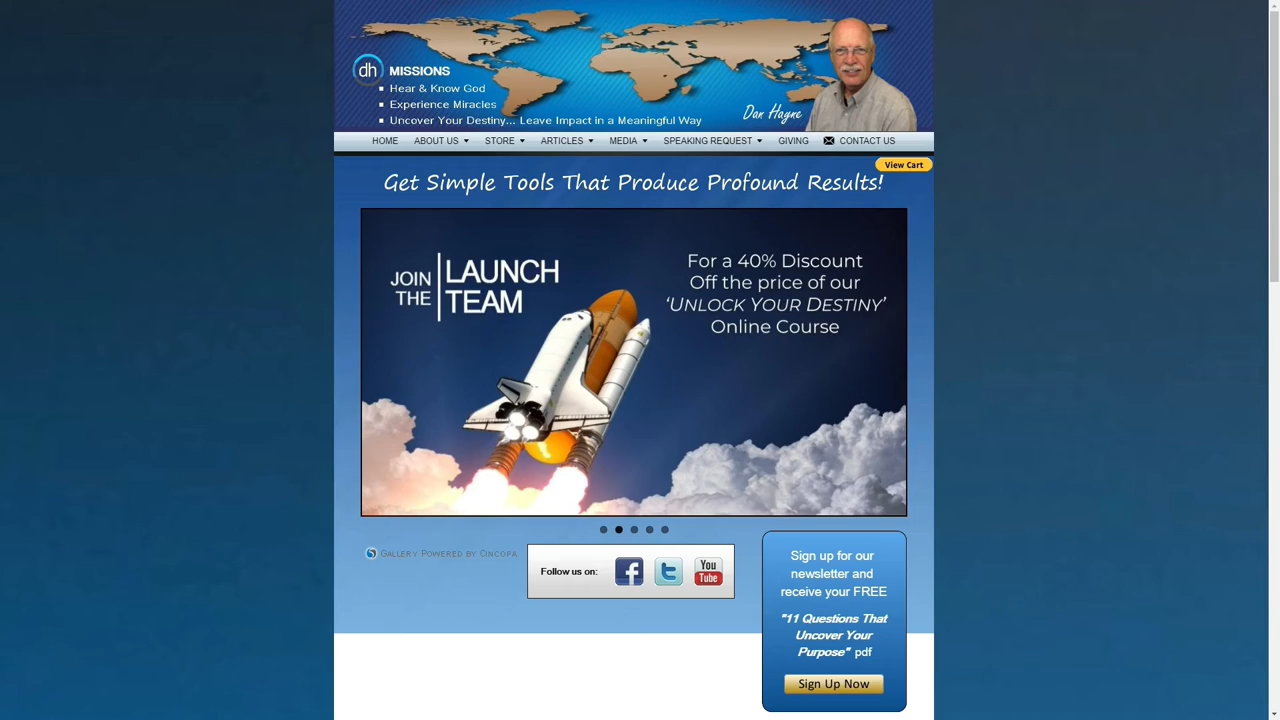 dh MISSIONS
Hear & Know God
Experience Miracles
Uncover Your Destiny... Leave Impact in a Meaningful Way
Dan Hayne
HOME ABOUT US STORE ARTICLES MEDIA SPEAKING REQUEST GIVING CONTACT US
View Cart
Get Simple Tools That Produce Profound Results!
JOIN THE
LAUNCH TEAM
For a 40% Discount
Off the price of our
‘UNLOCK YOUR DESTINY’
Online Course
GALLERY POWERED BY CINCOPA
Follow us on:
You
Tube
Sign up for our
newsletter and
receive your FREE
"11 Questions That
Uncover Your
Purpose" pdf
Sign Up Now